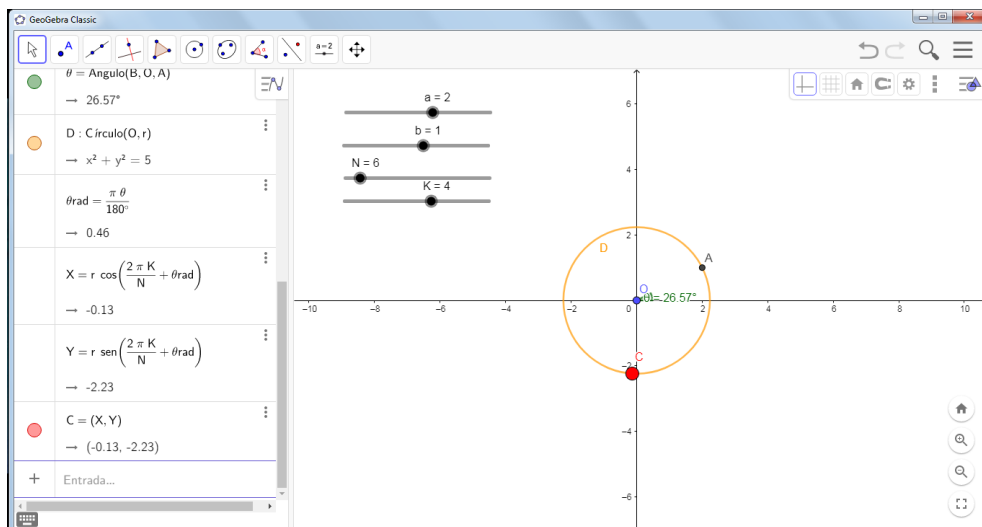 GeoGebra Classic
a=2
θ = Ângulo(B, O, A)
→ 26.57°
D : Círculo(O, r)
→ x² + y² = 5
θrad = π θ / 180°
→ 0.46
X = r cos(2 π K / N + θrad)
→ -0.13
Y = r sen(2 π K / N + θrad)
→ -2.23
C = (X, Y)
→ (-0.13, -2.23)
+ Entrada...
a = 2
b = 1
N = 6
K = 4
6
4
2
D
A
O
= 26.57°
−10 −8 −6 −4 −2 0 2 4 6 8 10
C
−2
−4
−6